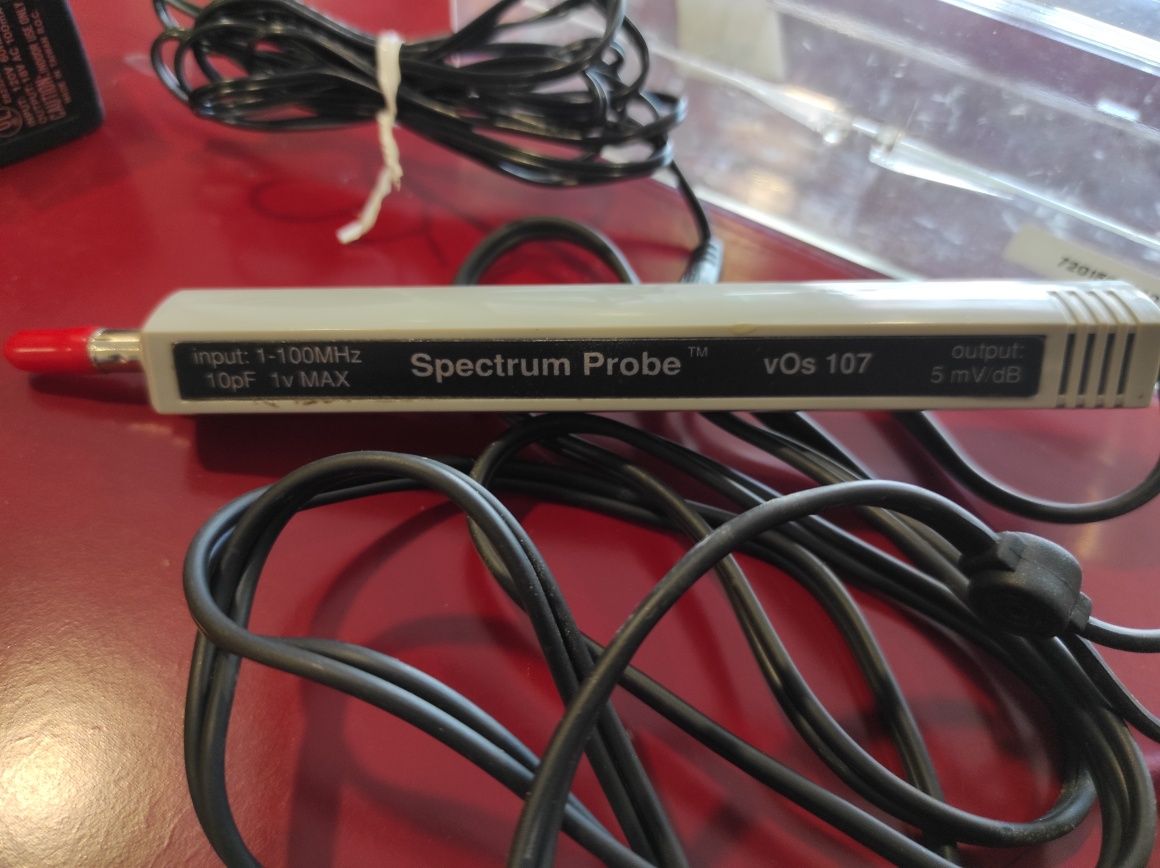 input: 1-100MHz
10pF 1v MAX
Spectrum Probe™
vOs 107
output:
5 mV/dB